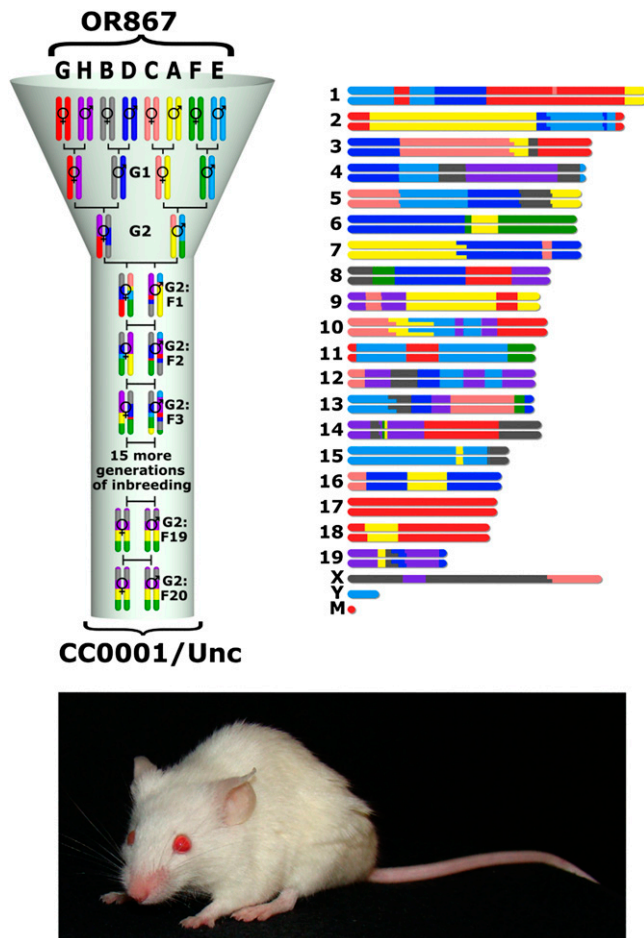 OR867
G H B D C A F E
♀ ♂ ♀ ♂ ♀ ♂ ♀ ♂
♀ ♂ G1 ♀ ♂
♀ G2 ♂
♀ ♂ G2:
F1
♀ ♂ G2:
F2
♀ ♂ G2:
F3
15 more
generations
of inbreeding
♀ ♂ G2:
F19
♀ ♂ G2:
F20
CC0001/Unc
1
2
3
4
5
6
7
8
9
10
11
12
13
14
15
16
17
18
19
X
Y
M